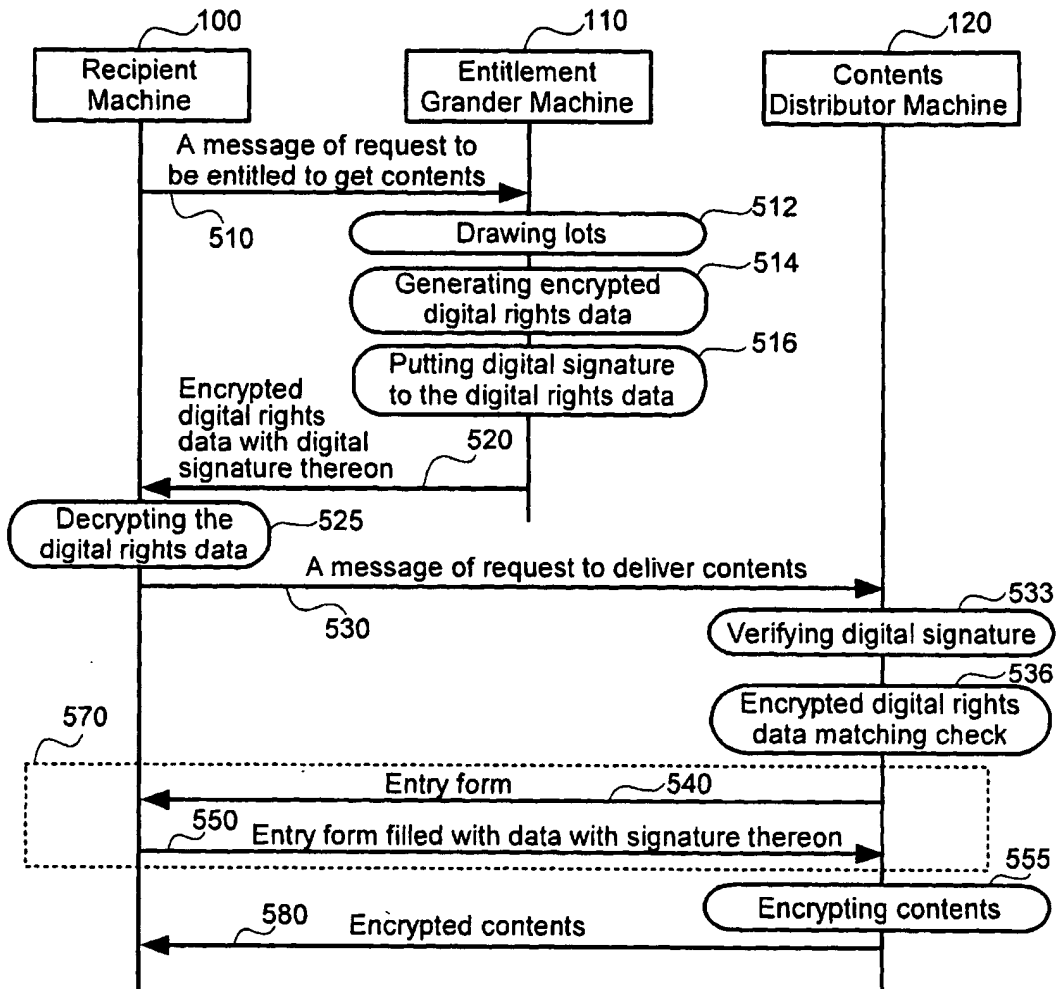 100
110
120
Recipient
Machine
Entitlement
Grander Machine
Contents
Distributor Machine
A message of request to
be entitled to get contents
510
Drawing lots
512
Generating encrypted
digital rights data
514
Putting digital signature
to the digital rights data
516
Encrypted
digital rights
data with digital
signature thereon
520
Decrypting the
digital rights data
525
A message of request to deliver contents
530
533
Verifying digital signature
536
Encrypted digital rights
data matching check
570
Entry form
540
550
Entry form filled with data with signature thereon
555
Encrypting contents
580
Encrypted contents